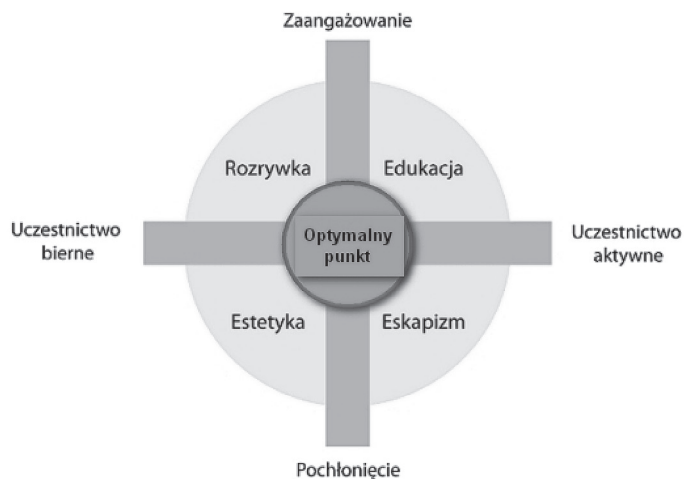 Zaangażowanie
Rozrywka
Edukacja
Uczestnictwo
bierne
Optymalny
punkt
Uczestnictwo
aktywne
Estetyka
Eskapizm
Pochłonięcie